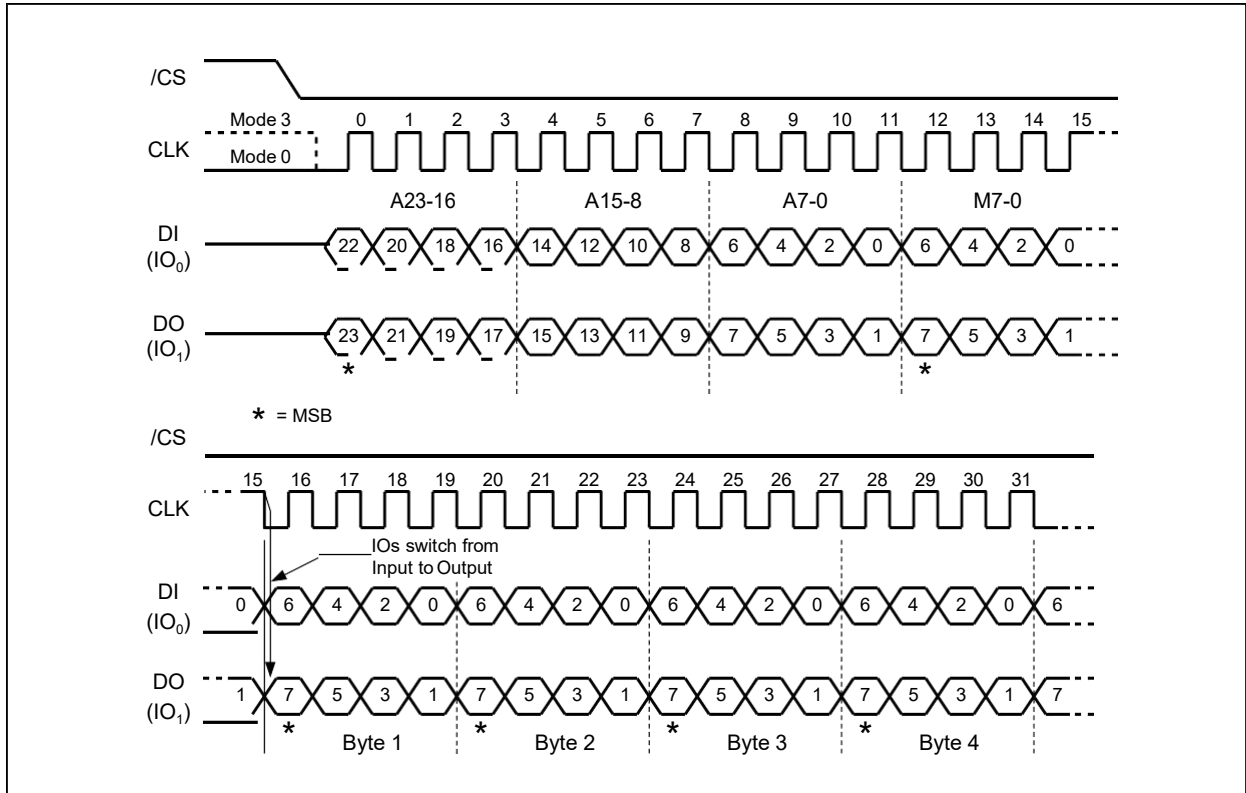 /CS
Mode 3
0 1 2 3 4 5 6 7 8 9 10 11 12 13 14 15
CLK
Mode 0
A23-16 A15-8 A7-0 M7-0
DI
(IO0)
22 20 18 16 14 12 10 8 6 4 2 0 6 4 2 0
DO
(IO1)
23 21 19 17 15 13 11 9 7 5 3 1 7 5 3 1
* *
* = MSB
/CS
15 16 17 18 19 20 21 22 23 24 25 26 27 28 29 30 31
CLK
IOs switch from
Input to Output
DI
(IO0)
0 6 4 2 0 6 4 2 0 6 4 2 0 6 4 2 0 6
DO
(IO1)
1 7 5 3 1 7 5 3 1 7 5 3 1 7 5 3 1 7
* * * *
Byte 1 Byte 2 Byte 3 Byte 4